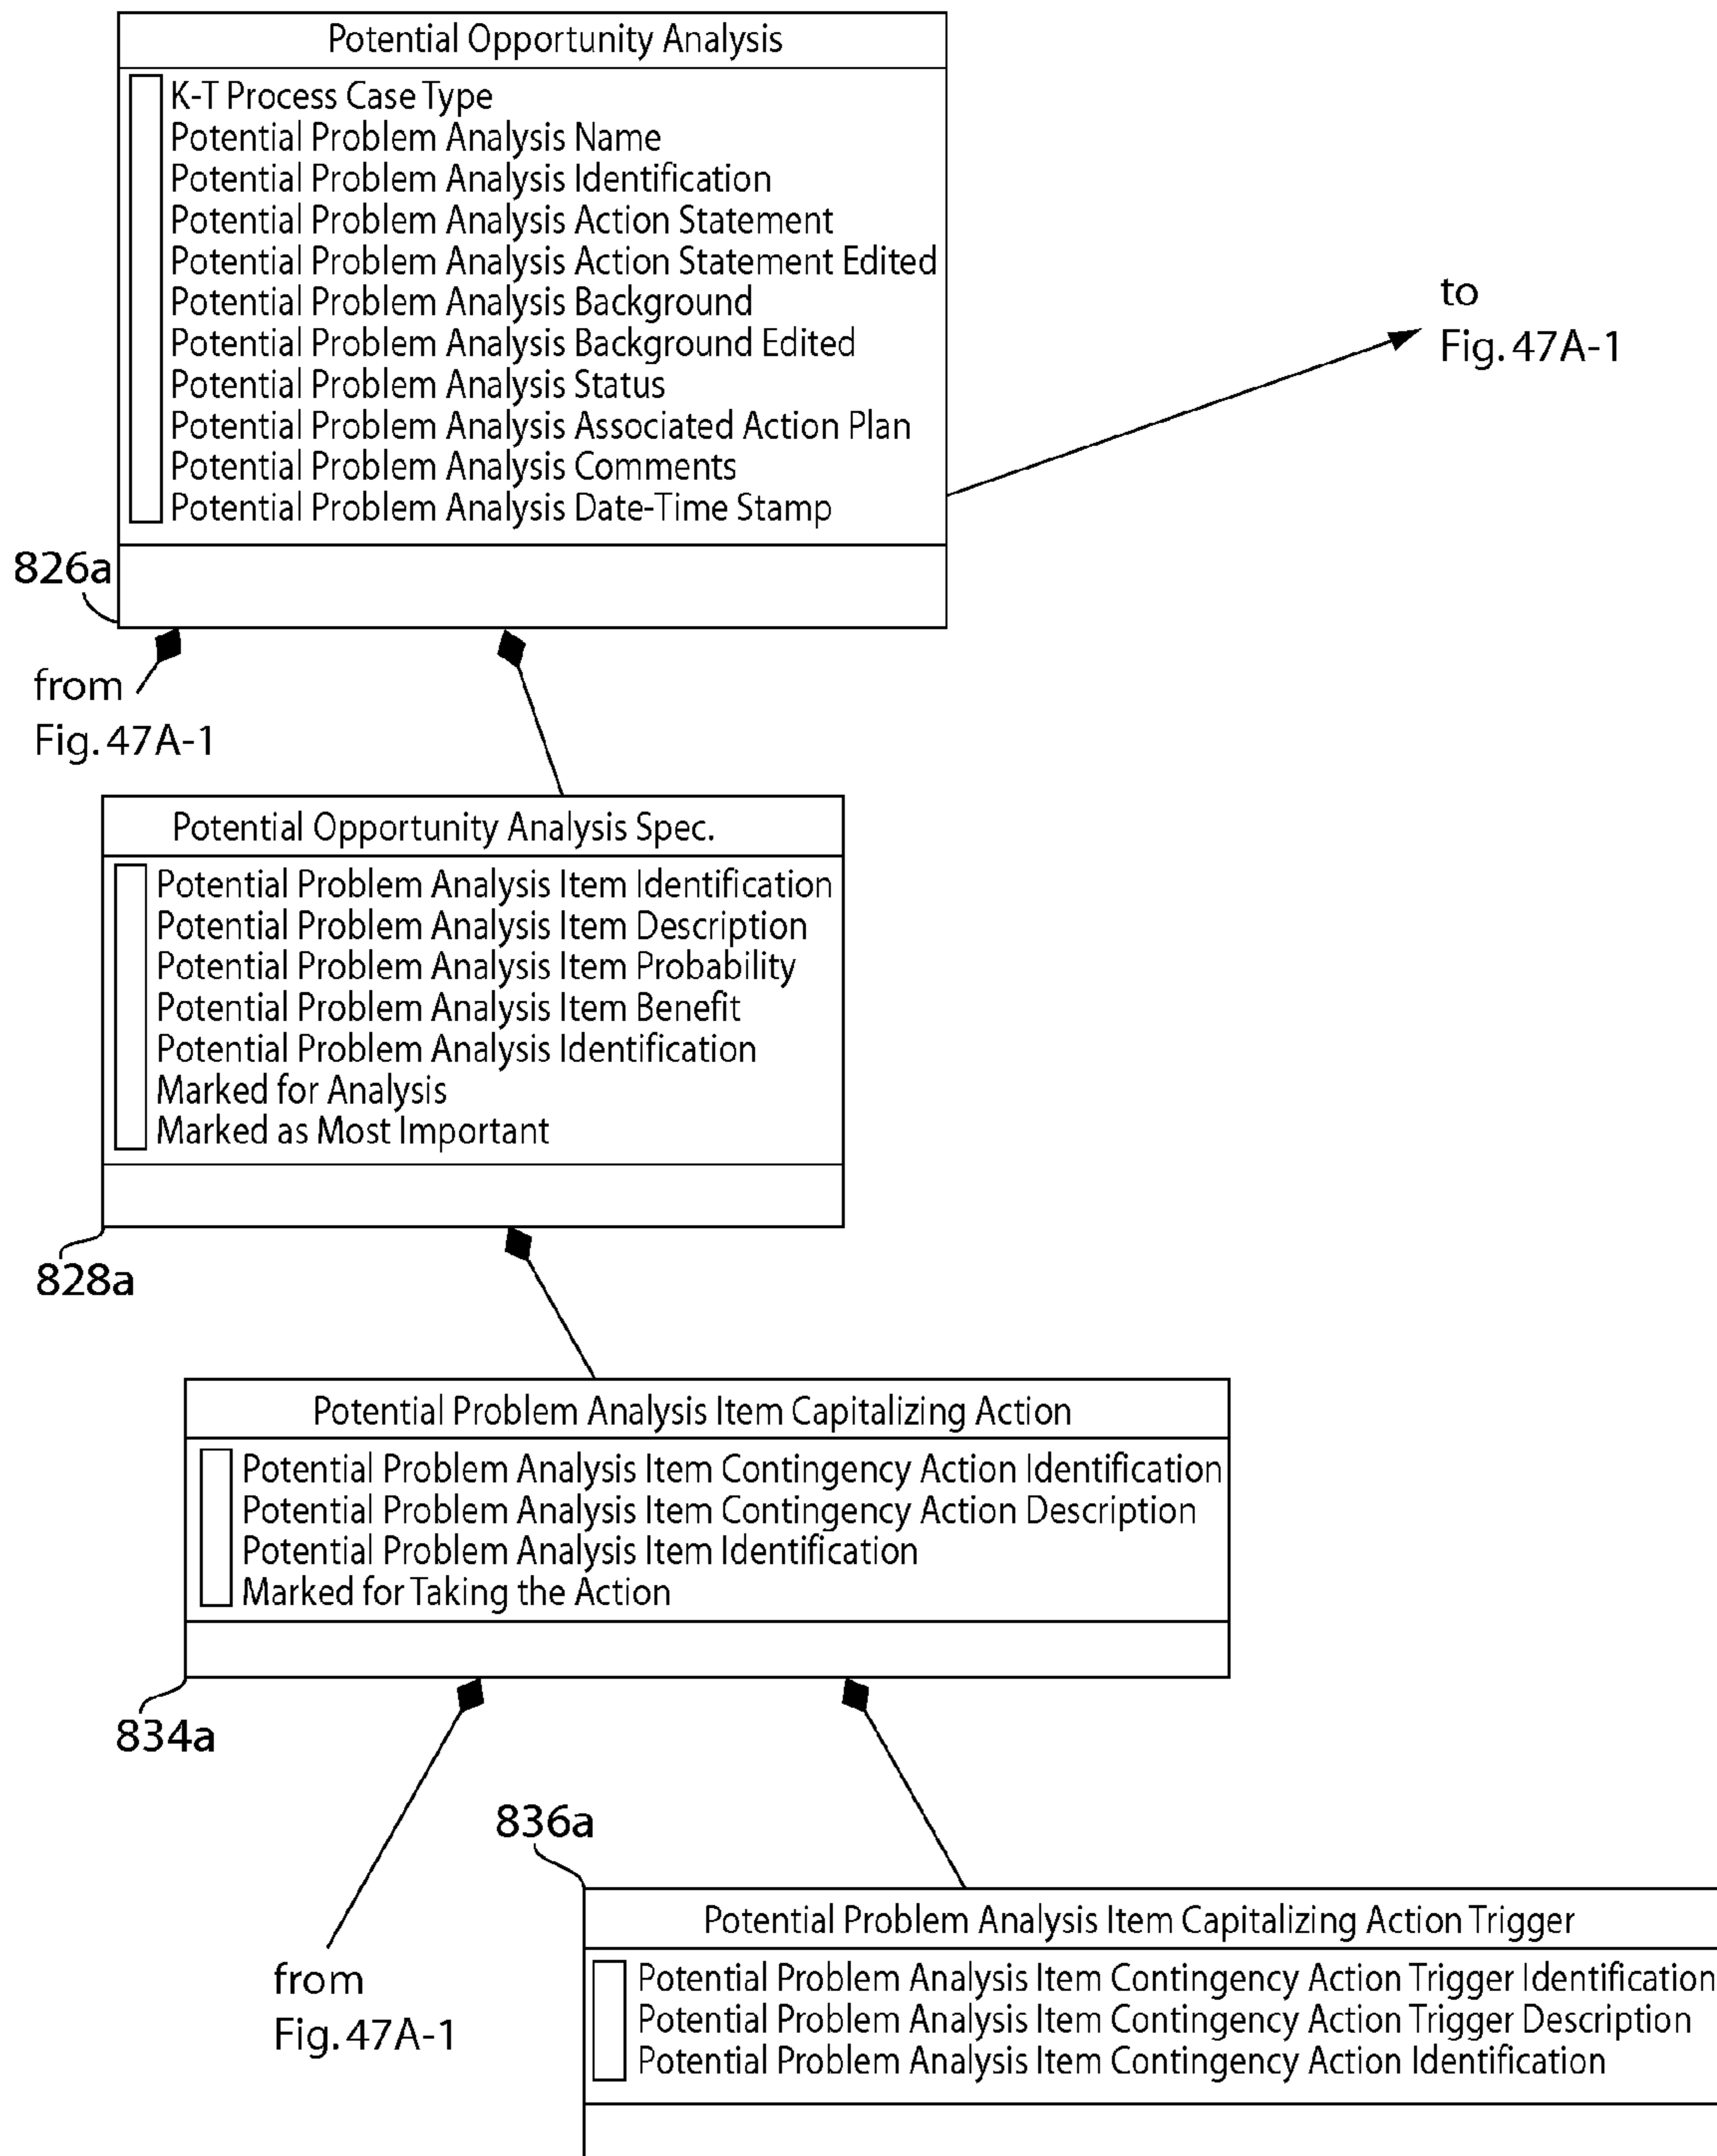 Potential Opportunity Analysis
K-T Process Case Type
Potential Problem Analysis Name
Potential Problem Analysis Identification
Potential Problem Analysis Action Statement
Potential Problem Analysis Action Statement Edited
Potential Problem Analysis Background
Potential Problem Analysis Background Edited
Potential Problem Analysis Status
Potential Problem Analysis Associated Action Plan
Potential Problem Analysis Comments
Potential Problem Analysis Date-Time Stamp
to
Fig. 47A-1
826a
from
Fig. 47A-1
Potential Opportunity Analysis Spec.
Potential Problem Analysis Item Identification
Potential Problem Analysis Item Description
Potential Problem Analysis Item Probability
Potential Problem Analysis Item Benefit
Potential Problem Analysis Identification
Marked for Analysis
Marked as Most Important
828a
Potential Problem Analysis Item Capitalizing Action
Potential Problem Analysis Item Contingency Action Identification
Potential Problem Analysis Item Contingency Action Description
Potential Problem Analysis Item Identification
Marked for Taking the Action
834a
836a
from
Fig. 47A-1
Potential Problem Analysis Item Capitalizing Action Trigger
Potential Problem Analysis Item Contingency Action Trigger Identification
Potential Problem Analysis Item Contingency Action Trigger Description
Potential Problem Analysis Item Contingency Action Identification